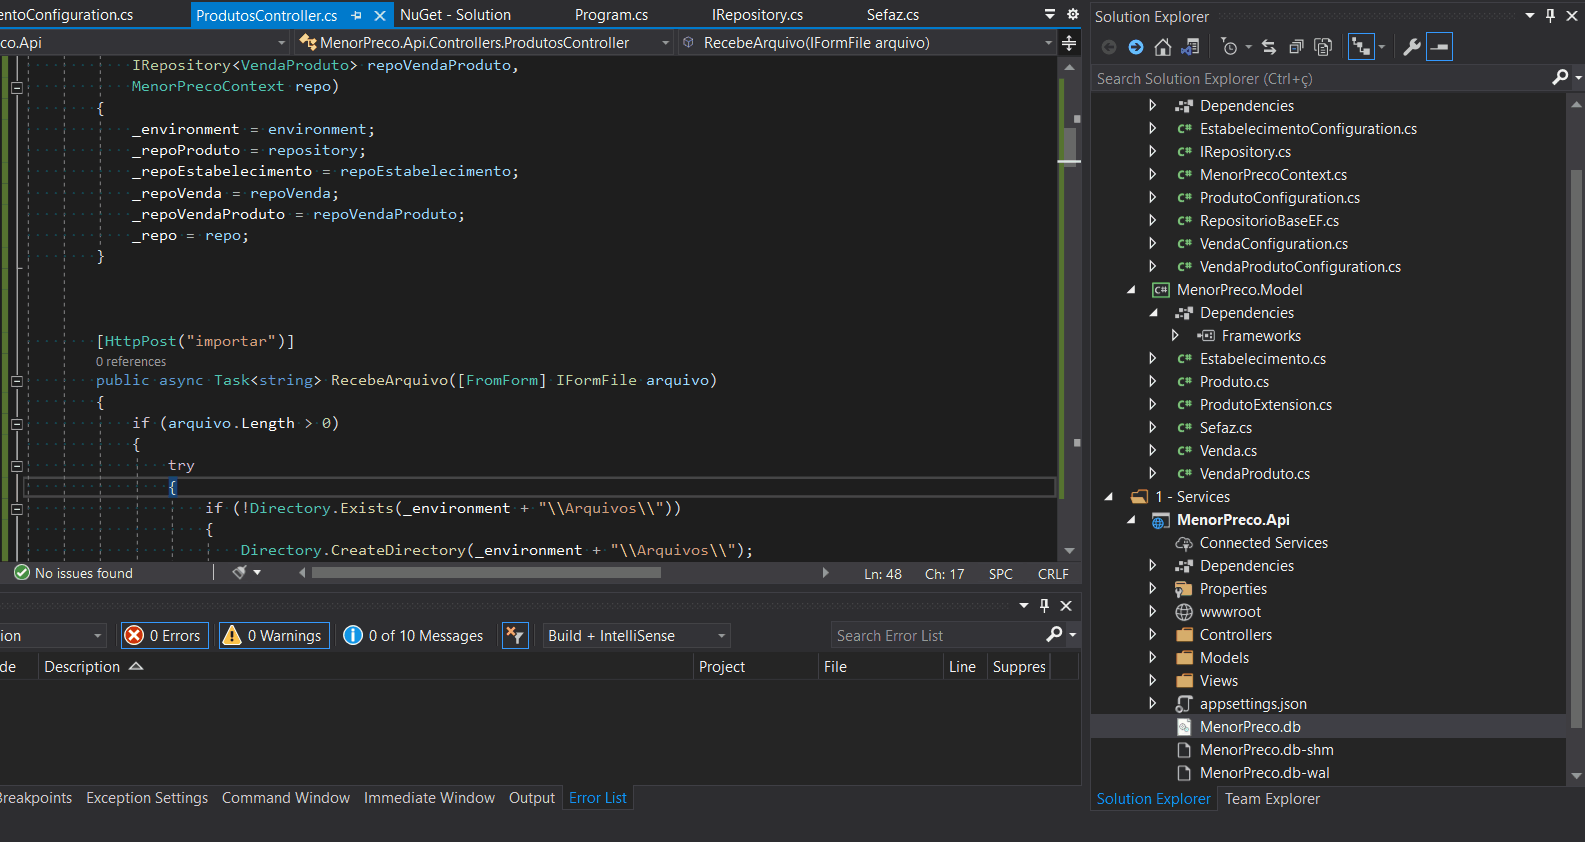 entoConfiguration.cs ProdutosController.cs NuGet - Solution Program.cs IRepository.cs Sefaz.cs
co.Api MenorPreco.Api.Controllers.ProdutosController RecebeArquivo(IFormFile arquivo)
IRepository<VendaProduto> repoVendaProduto,
MenorPrecoContext repo)
{
_environment = environment;
_repoProduto = repository;
_repoEstabelecimento = repoEstabelecimento;
_repoVenda = repoVenda;
_repoVendaProduto = repoVendaProduto;
_repo = repo;
}
[HttpPost("importar")]
0 references
public async Task<string> RecebeArquivo([FromForm] IFormFile arquivo)
{
if (arquivo.Length > 0)
{
try
{
if (!Directory.Exists(_environment + "\\Arquivos\\"))
{
Directory.CreateDirectory(_environment + "\\Arquivos\\");
No issues found Ln: 48 Ch: 17 SPC CRLF
ion 0 Errors 0 Warnings 0 of 10 Messages Build + IntelliSense Search Error List
de Description Project File Line Suppres
Breakpoints Exception Settings Command Window Immediate Window Output Error List
Solution Explorer
Search Solution Explorer (Ctrl+ç)
Dependencies
C# EstabelecimentoConfiguration.cs
C# IRepository.cs
C# MenorPrecoContext.cs
C# ProdutoConfiguration.cs
C# RepositorioBaseEF.cs
C# VendaConfiguration.cs
C# VendaProdutoConfiguration.cs
C# MenorPreco.Model
Dependencies
Frameworks
C# Estabelecimento.cs
C# Produto.cs
C# ProdutoExtension.cs
C# Sefaz.cs
C# Venda.cs
C# VendaProduto.cs
1 - Services
MenorPreco.Api
Connected Services
Dependencies
Properties
wwwroot
Controllers
Models
Views
appsettings.json
MenorPreco.db
MenorPreco.db-shm
MenorPreco.db-wal
Solution Explorer Team Explorer